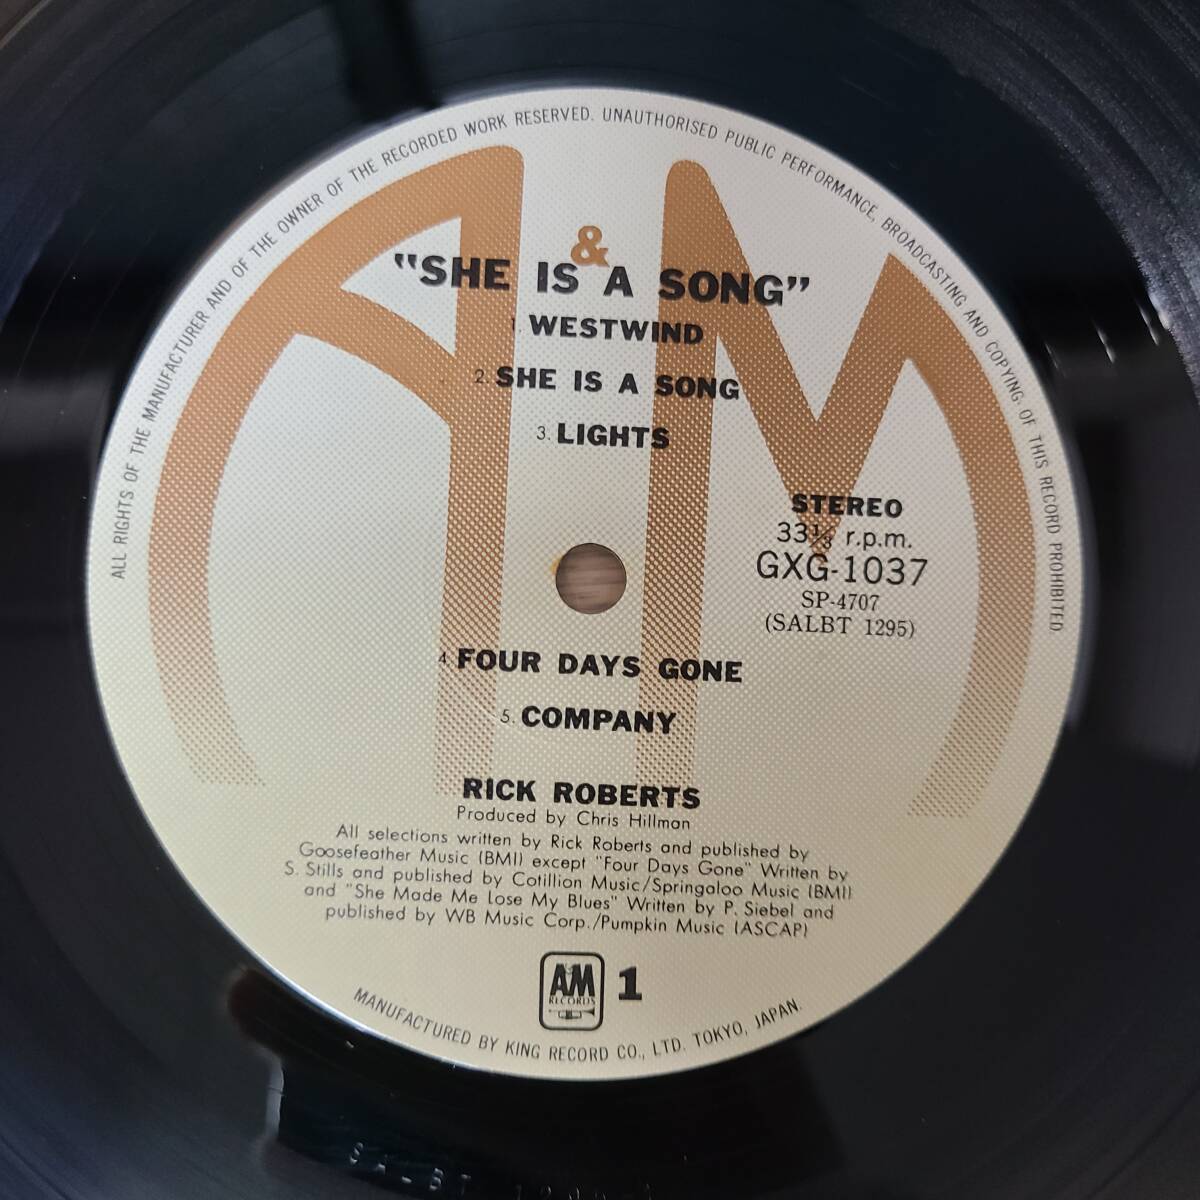 ALL RIGHTS OF THE MANUFACTURER AND OF THE OWNER OF THE RECORDED WORK RESERVED. UNAUTHORISED PUBLIC PERFORMANCE, BROADCASTING AND COPYING. OF THIS RECORD PROHIBITED
A & M
"SHE IS A SONG"
1. WESTWIND
2. SHE IS A SONG
3. LIGHTS
STEREO
33⅓ r.p.m.
GXG-1037
SP-4707
(SALBT 1295)
4. FOUR DAYS GONE
5. COMPANY
RICK ROBERTS
Produced by Chris Hillman
All selections written by Rick Roberts and published by
Goosefeather Music (BMI) except "Four Days Gone" Written by
S. Stills and published by Cotillion Music/Springaloo Music (BMI)
and "She Made Me Lose My Blues" Written by P. Siebel and
published by WB Music Corp./Pumpkin Music (ASCAP)
A&M
RECORDS
1
MANUFACTURED BY KING RECORD CO., LTD. TOKYO, JAPAN.
SALBT